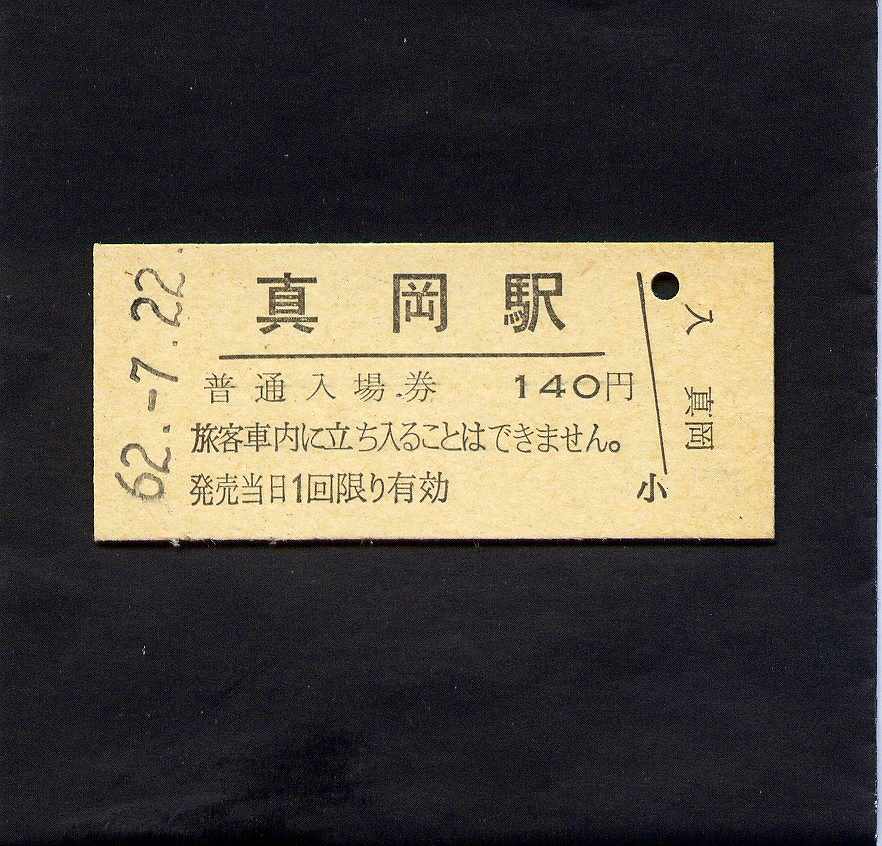 62.-7.22.
真岡駅
普通入場券 140円
旅客車内に立ち入ることはできません。
発売当日1回限り有効
小
入 真岡